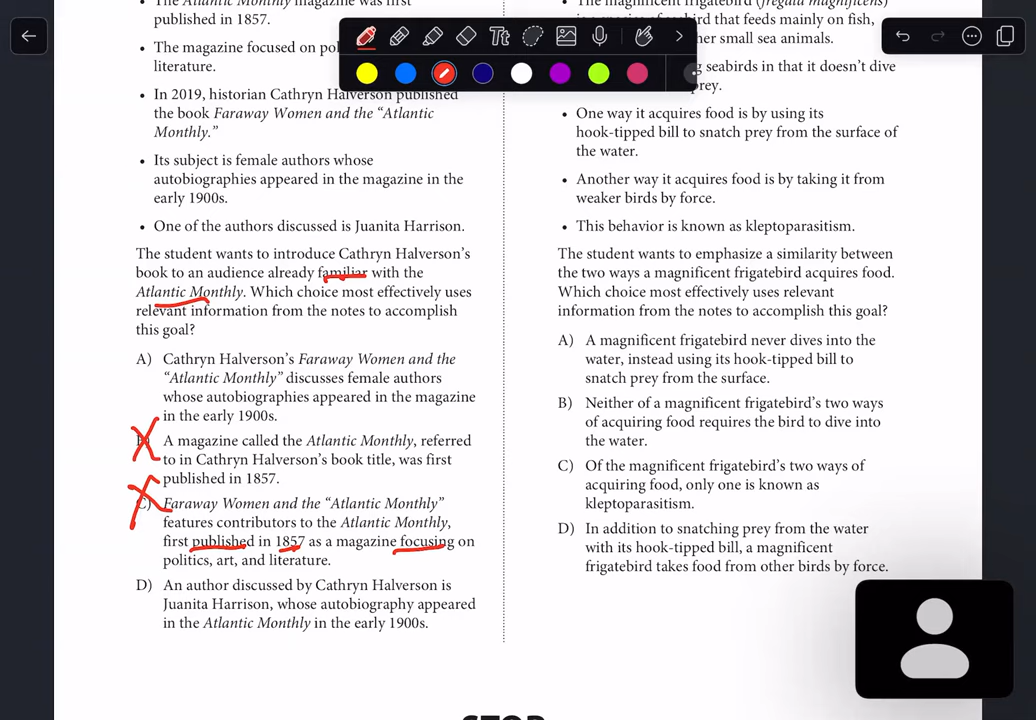 The Atlantic Monthly magazine was first
published in 1857.
• The magazine focused on
literature.
• In 2019, historian Cathryn Halverson published
the book Faraway Women and the “Atlantic
Monthly.”
• Its subject is female authors whose
autobiographies appeared in the magazine in the
early 1900s.
• One of the authors discussed is Juanita Harrison.
The student wants to introduce Cathryn Halverson’s
book to an audience already familiar with the
Atlantic Monthly. Which choice most effectively uses
relevant information from the notes to accomplish
this goal?
A) Cathryn Halverson’s Faraway Women and the
“Atlantic Monthly” discusses female authors
whose autobiographies appeared in the magazine
in the early 1900s.
B) A magazine called the Atlantic Monthly, referred
to in Cathryn Halverson’s book title, was first
published in 1857.
C) Faraway Women and the “Atlantic Monthly”
features contributors to the Atlantic Monthly,
first published in 1857 as a magazine focusing on
politics, art, and literature.
D) An author discussed by Cathryn Halverson is
Juanita Harrison, whose autobiography appeared
in the Atlantic Monthly in the early 1900s.
The magnificent frigatebird (fregata magnificens)
that feeds mainly on fish,
small sea animals.
seabirds in that it doesn’t dive
prey.
• One way it acquires food is by using its
hook-tipped bill to snatch prey from the surface of
the water.
• Another way it acquires food is by taking it from
weaker birds by force.
• This behavior is known as kleptoparasitism.
The student wants to emphasize a similarity between
the two ways a magnificent frigatebird acquires food.
Which choice most effectively uses relevant
information from the notes to accomplish this goal?
A) A magnificent frigatebird never dives into the
water, instead using its hook-tipped bill to
snatch prey from the surface.
B) Neither of a magnificent frigatebird’s two ways
of acquiring food requires the bird to dive into
the water.
C) Of the magnificent frigatebird’s two ways of
acquiring food, only one is known as
kleptoparasitism.
D) In addition to snatching prey from the water
with its hook-tipped bill, a magnificent
frigatebird takes food from other birds by force.
Tt
STOP